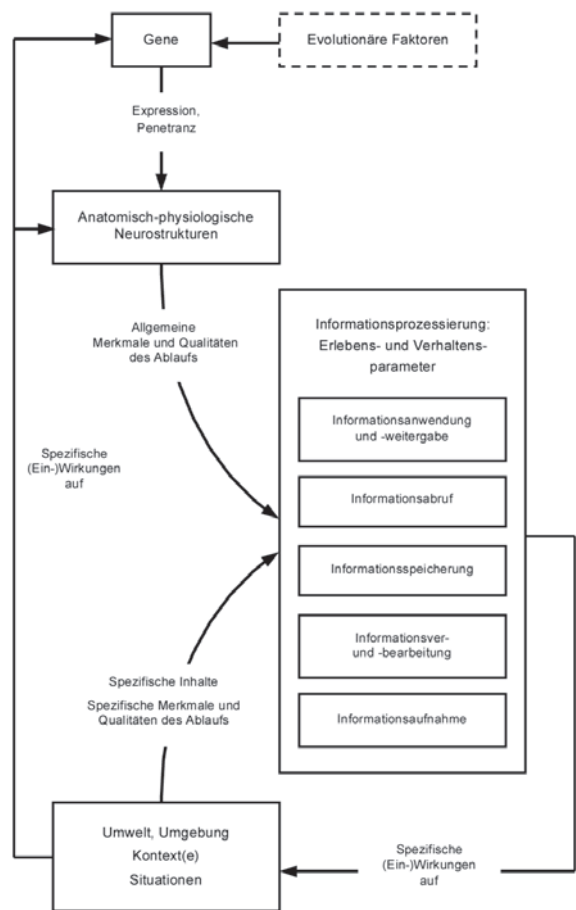 Gene
Evolutionäre Faktoren
Expression,
Penetranz
Anatomisch-physiologische
Neurostrukturen
Allgemeine
Merkmale und Qualitäten
des Ablaufs
Informationsprozessierung:
Erlebens- und Verhaltens-
parameter
Informationsanwendung
und -weitergabe
Informationsabruf
Informationsspeicherung
Informationsver-
und -bearbeitung
Informationsaufnahme
Spezifische
(Ein-)Wirkungen
auf
Spezifische Inhalte
Spezifische Merkmale und
Qualitäten des Ablaufs
Umwelt, Umgebung
Kontext(e)
Situationen
Spezifische
(Ein-)Wirkungen
auf